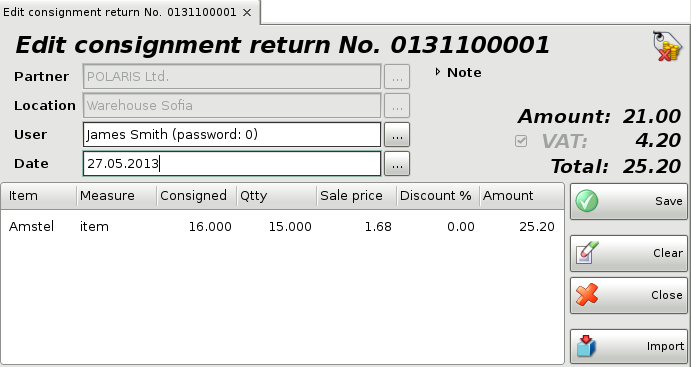 Edit consignment return No. 0131100001 ×
Edit consignment return No. 0131100001
Partner POLARIS Ltd. ... Note
Location Warehouse Sofia ...
User James Smith (password: 0) ...
Date 27.05.2013 ...
Amount: 21.00
VAT: 4.20
Total: 25.20
Item Measure Consigned Qtty Sale price Discount % Amount
Amstel item 16.000 15.000 1.68 0.00 25.20
Save
Clear
Close
Import